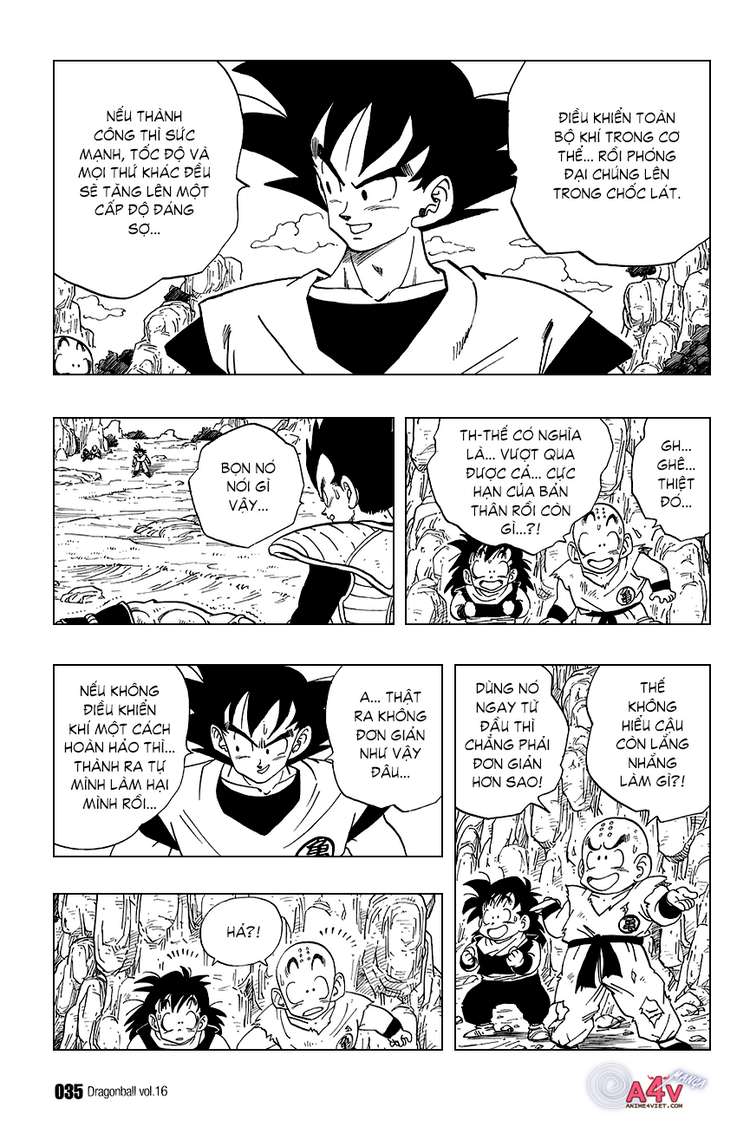 ĐIỀU KHIỂN TOÀN
BỘ KHÍ TRONG CƠ
THỂ... RỒI PHÓNG
ĐẠI CHÚNG LÊN
TRONG CHỐC LÁT.
NẾU THÀNH
CÔNG THÌ SỨC
MẠNH, TỐC ĐỘ VÀ
MỌI THỨ KHÁC ĐỀU
SẼ TĂNG LÊN MỘT
CẤP ĐỘ ĐÁNG
SỢ...
GH...
GHÊ...
THIỆT
ĐÓ...
TH-THẾ CÓ NGHĨA
LÀ... VƯỢT QUA
ĐƯỢC CẢ... CỰC
HẠN CỦA BẢN
THÂN RỒI CÒN
GÌ...?!
BỌN NÓ
NÓI GÌ
VẬY...
THẾ
KHÔNG
HIỂU CẬU
CÒN LẰNG
NHẰNG
LÀM GÌ?!
DÙNG NÓ
NGAY TỪ
ĐẦU THÌ
CHẲNG PHẢI
ĐƠN GIẢN
HƠN SAO!
A... THẬT
RA KHÔNG
ĐƠN GIẢN
NHƯ VẬY
ĐÂU...
NẾU KHÔNG
ĐIỀU KHIỂN
KHÍ MỘT CÁCH
HOÀN HẢO THÌ...
THÀNH RA TỰ
MÌNH LÀM HẠI
MÌNH RỒI...
亀
HẢ?!
035 Dragonball vol.16
A4V
MANGA
ANIME4VIET.COM